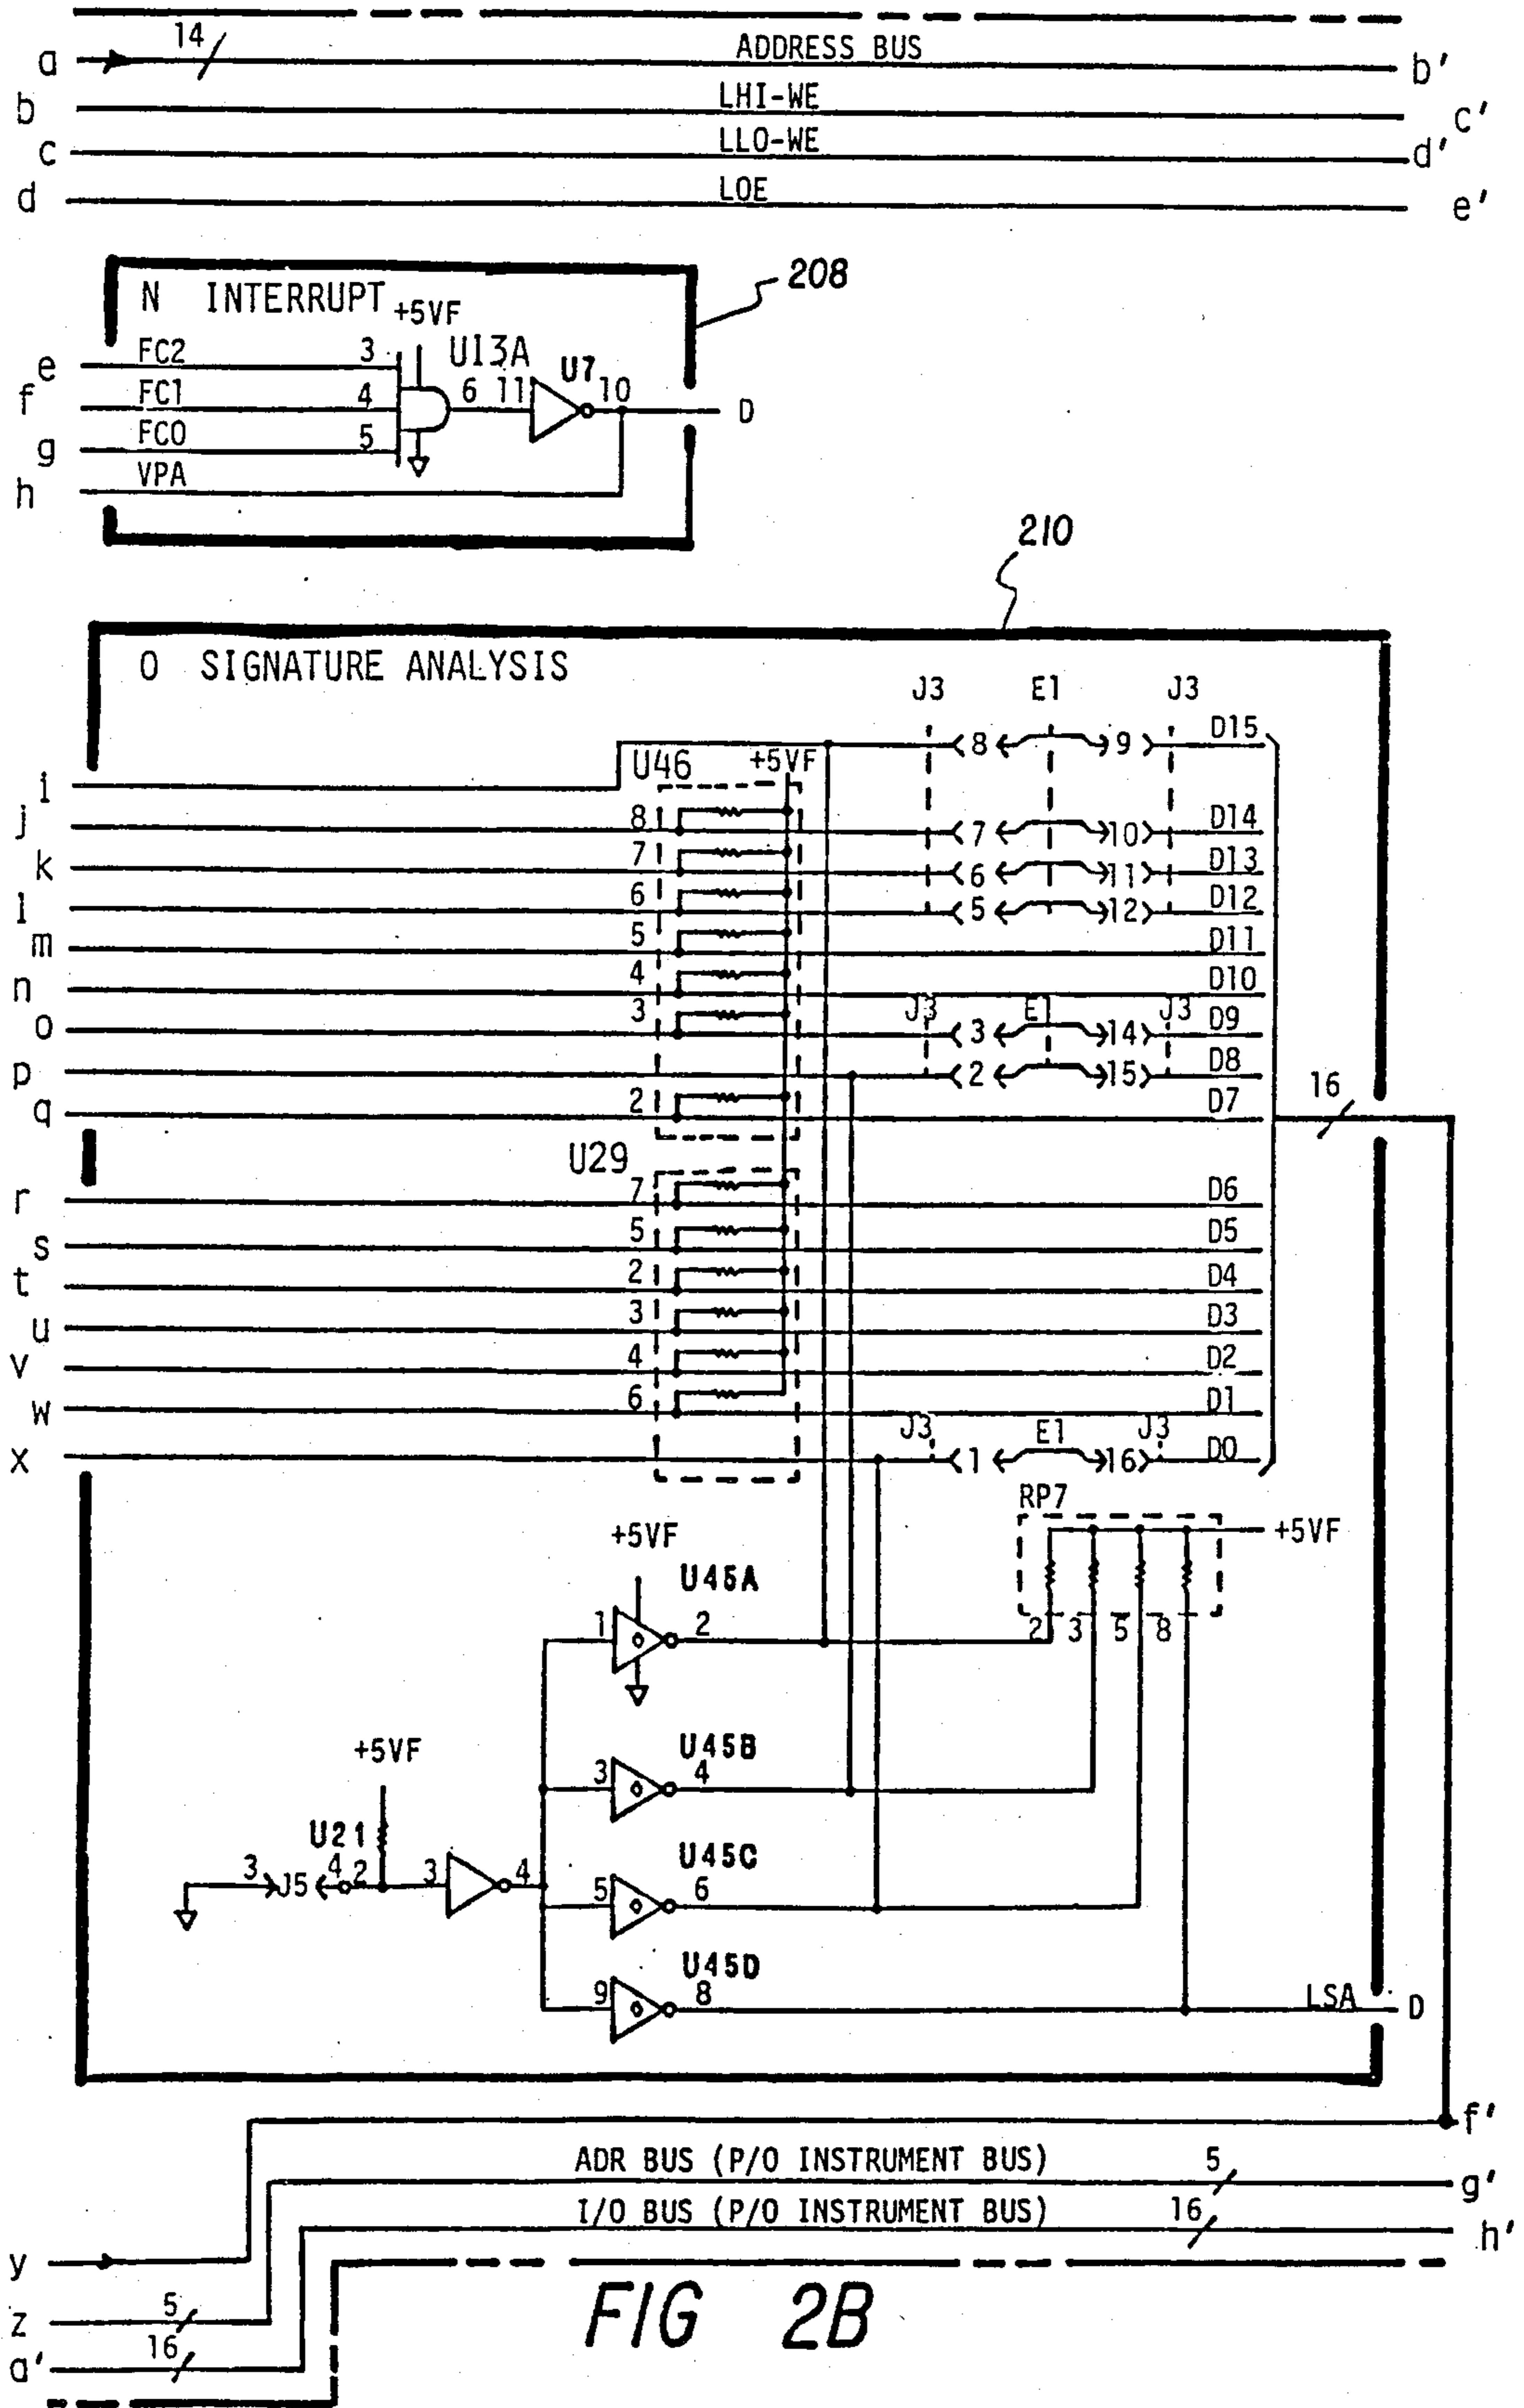 14
a ADDRESS BUS b'
b LHI-WE c'
c LLO-WE d'
d LOE e'
208
N INTERRUPT
+5VF
e FC2 3 U13A
6 11 U7 10 D
f FC1 4
g FC0 5
h VPA
210
O SIGNATURE ANALYSIS
J3 E1 J3
i 8 9 D15
U46 +5VF
j 8 7 10 D14
k 7 6 11 D13
l 6 5 12 D12
m 5 D11
n 4 D10
J3 E1 J3
o 3 3 14 D9
p 2 15 D8
q 2 D7
16
U29
r 7 D6
s 5 D5
t 2 D4
u 3 D3
v 4 D2
w 6 D1
J3 E1 J3
x 1 16 D0
RP7
+5VF
+5VF
U45A
1 2
2 3 5 8
U45B
3 4
+5VF
U21
3 J5 4 2 3 4
U45C
5 6
U45D
9 8
LSA D
f'
ADR BUS (P/O INSTRUMENT BUS) 5 g'
I/O BUS (P/O INSTRUMENT BUS) 16 h'
y
z 5
a' 16
FIG 2B